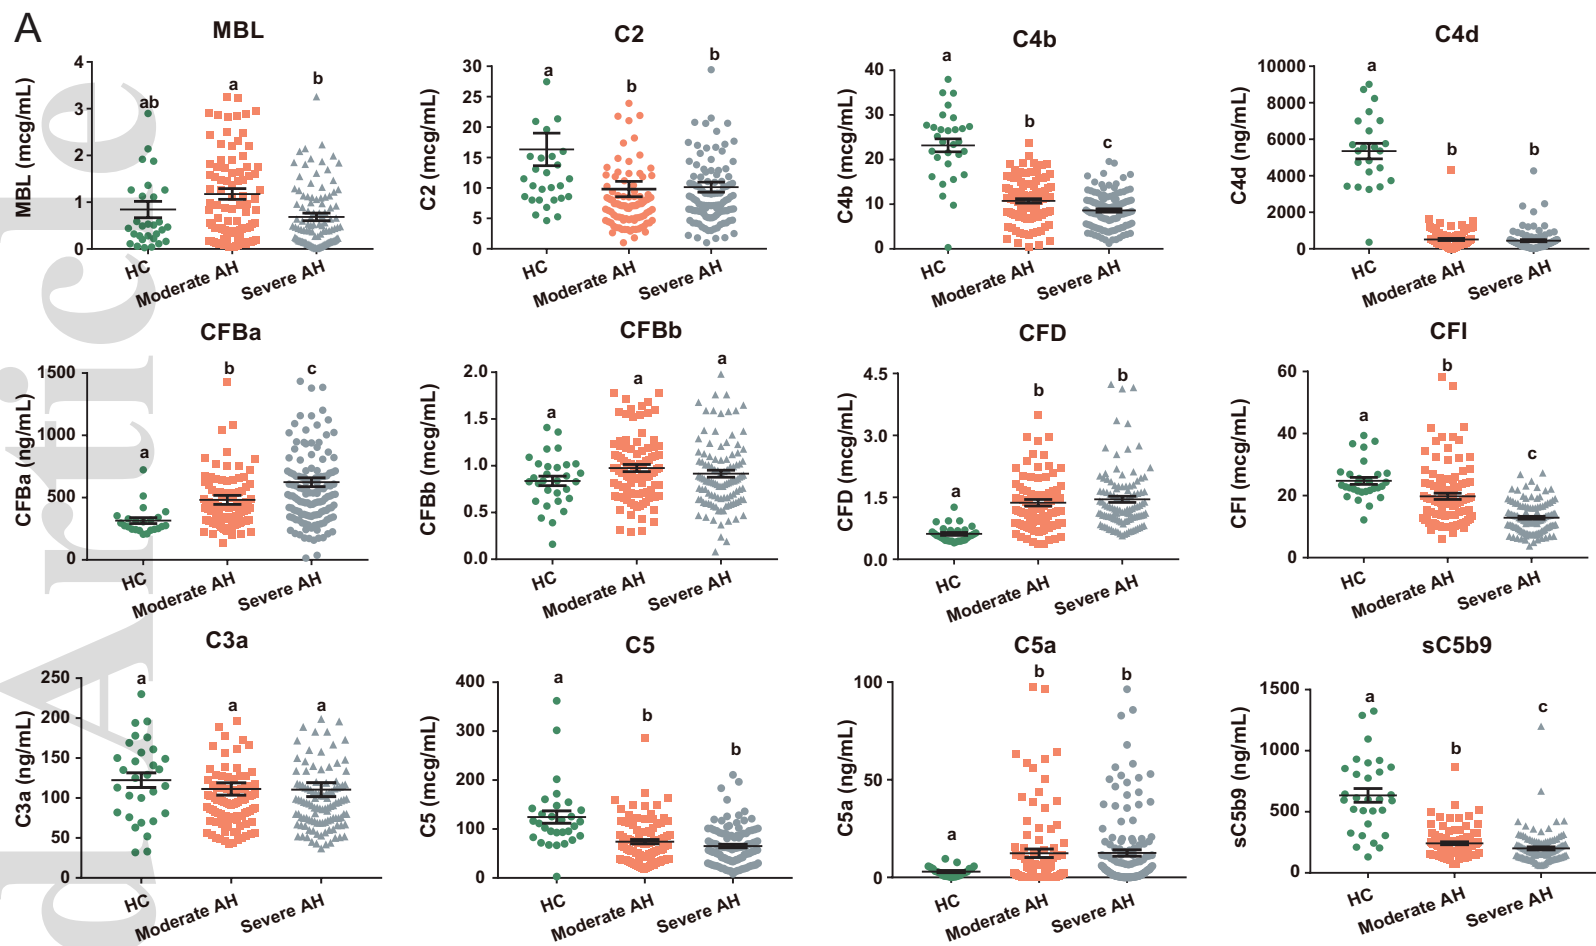 A
MBL
MBL (mcg/mL)
4
3
2
1
0
ab
a
b
HC
Moderate AH
Severe AH
C2
C2 (mcg/mL)
30
25
20
15
10
5
0
a
b
b
HC
Moderate AH
Severe AH
C4b
C4b (mcg/mL)
40
30
20
10
0
a
b
c
HC
Moderate AH
Severe AH
C4d
C4d (ng/mL)
10000
8000
6000
4000
2000
0
a
b
b
HC
Moderate AH
Severe AH
CFBa
CFBa (ng/mL)
1500
1000
500
0
a
b
c
HC
Moderate AH
Severe AH
CFBb
CFBb (mcg/mL)
2.0
1.5
1.0
0.5
0.0
a
a
a
HC
Moderate AH
Severe AH
CFD
CFD (mcg/mL)
4.5
3.0
1.5
0.0
a
b
b
HC
Moderate AH
Severe AH
CFI
CFI (mcg/mL)
60
40
20
0
a
b
c
HC
Moderate AH
Severe AH
C3a
C3a (ng/mL)
250
200
150
100
50
0
a
a
a
HC
Moderate AH
Severe AH
C5
C5 (mcg/mL)
400
300
200
100
0
a
b
b
HC
Moderate AH
Severe AH
C5a
C5a (ng/mL)
100
50
0
a
b
b
HC
Moderate AH
Severe AH
sC5b9
sC5b9 (ng/mL)
1500
1000
500
0
a
b
c
HC
Moderate AH
Severe AH
d Article